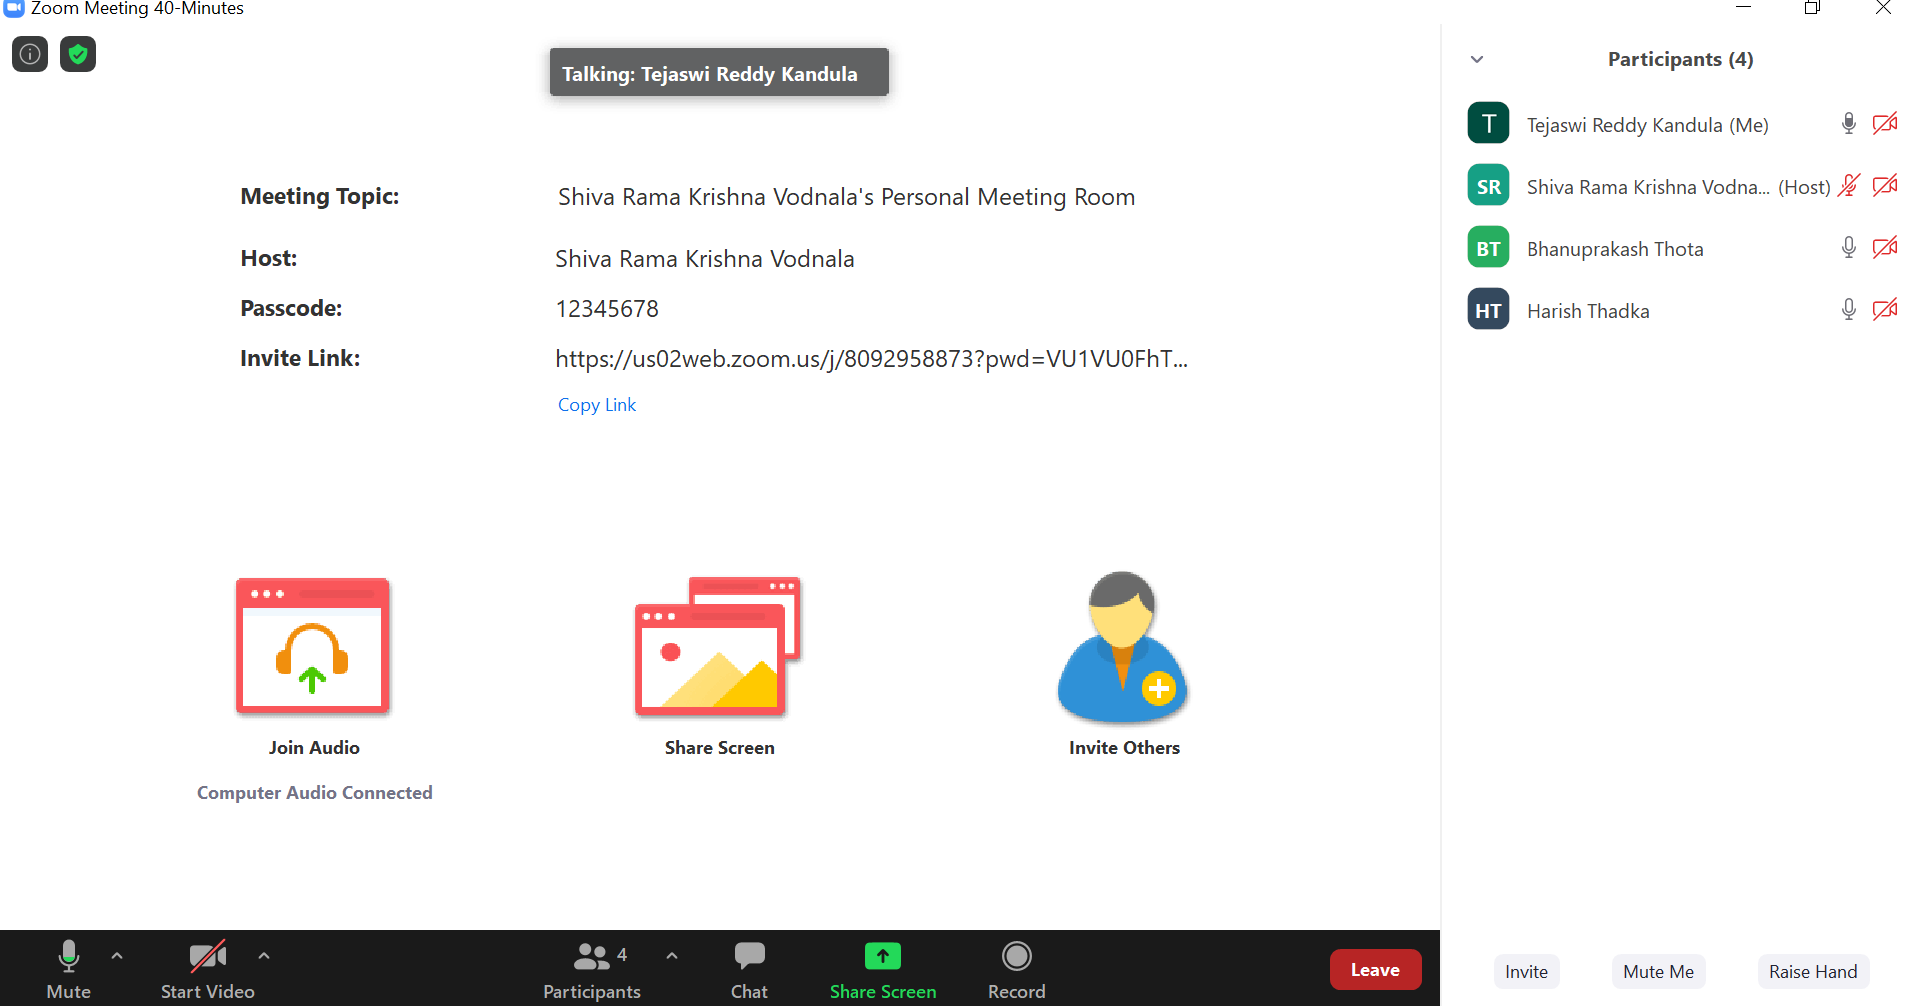 Zoom Meeting 40-Minutes
Talking: Tejaswi Reddy Kandula
Meeting Topic: Shiva Rama Krishna Vodnala's Personal Meeting Room
Host: Shiva Rama Krishna Vodnala
Passcode: 12345678
Invite Link: https://us02web.zoom.us/j/8092958873?pwd=VU1VU0FhT...
Copy Link
Join Audio
Computer Audio Connected
Share Screen
Invite Others
Participants (4)
T Tejaswi Reddy Kandula (Me)
SR Shiva Rama Krishna Vodna... (Host)
BT Bhanuprakash Thota
HT Harish Thadka
Mute
Start Video
4
Participants
Chat
Share Screen
Record
Leave
Invite
Mute Me
Raise Hand